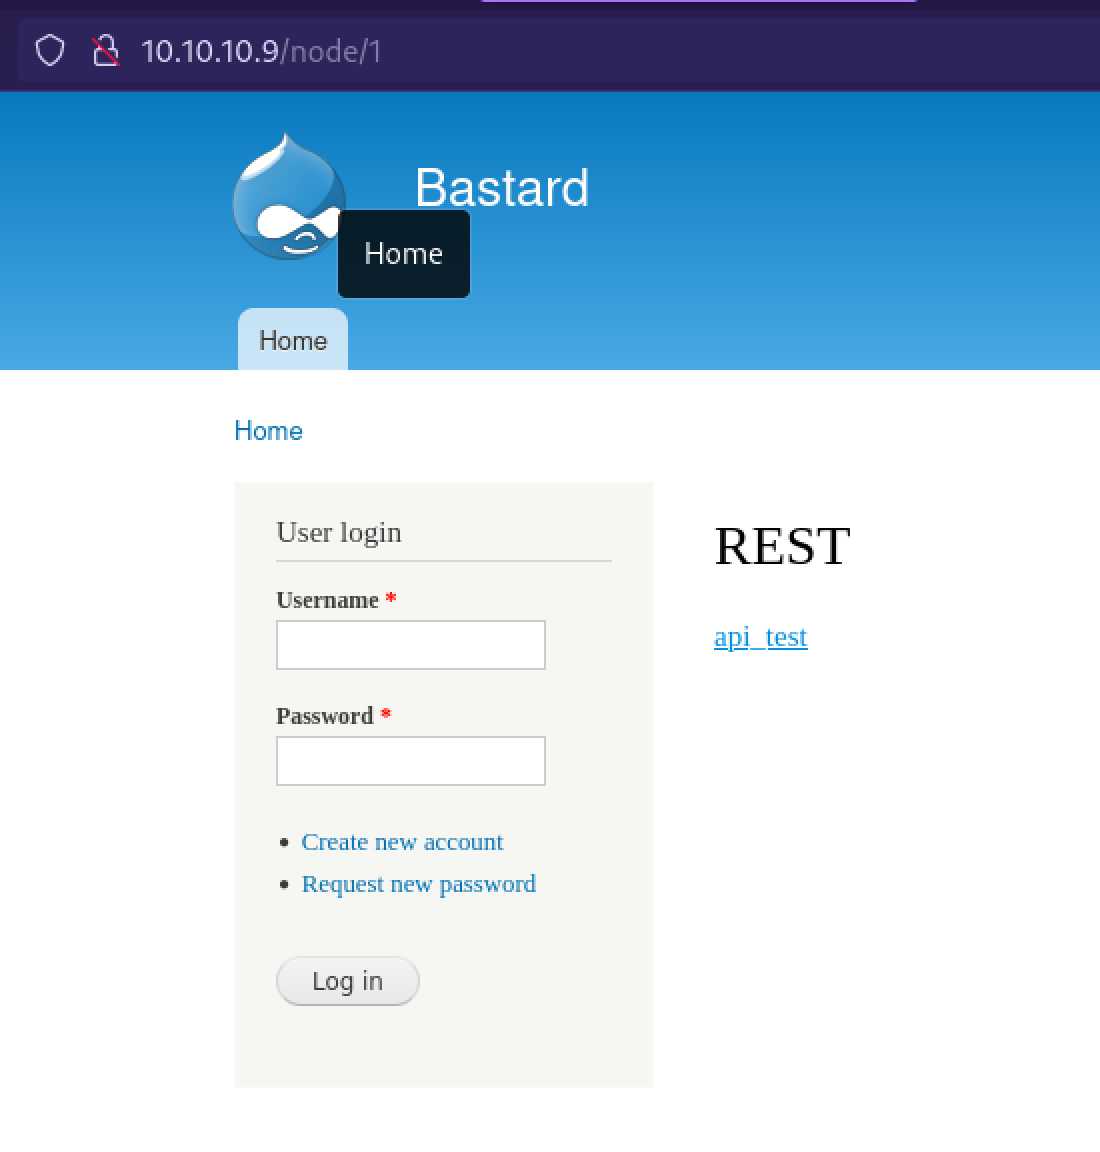 10.10.10.9/node/1
Bastard
Home
Home
Home
User login
Username *
Password *
Create new account
Request new password
Log in
REST
api_test